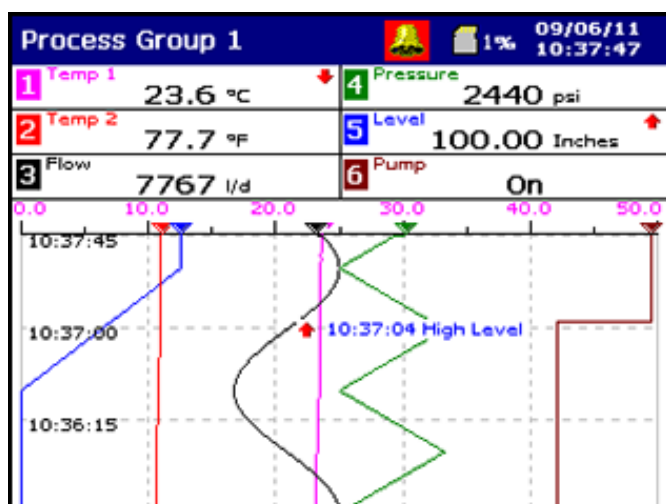 Process Group 1
1%
09/06/11
10:37:47
1 Temp 1 23.6 °C
4 Pressure 2440 psi
2 Temp 2 77.7 °F
5 Level 100.00 Inches
3 Flow 7767 l/d
6 Pump On
0.0 10.0 20.0 30.0 40.0 50.0
10:37:45
10:37:00
10:37:04 High Level
10:36:15